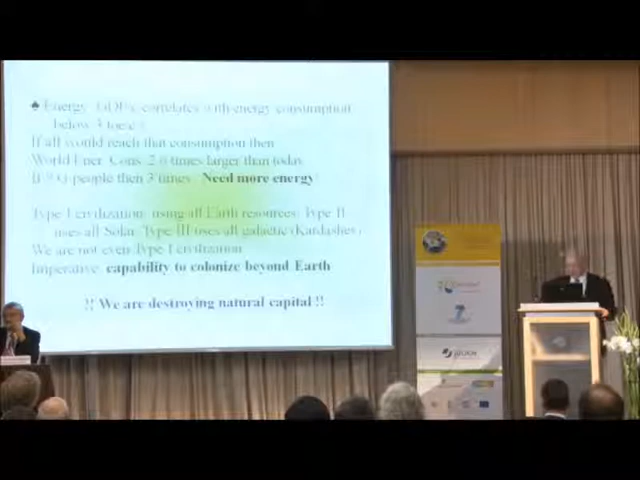 ♠ Energy: GDP/c correlates with energy consumption
below 3 toe/c
If all would reach that consumption then
World Ener. Cons. 2.6 times larger than today
If 9 G people then 3 times. Need more energy
Type I civilization: using all Earth resources. Type II
uses all Solar. Type III uses all galactic (Kardashev)
We are not even Type I civilization
Imperative: capability to colonize beyond Earth
!! We are destroying natural capital !!